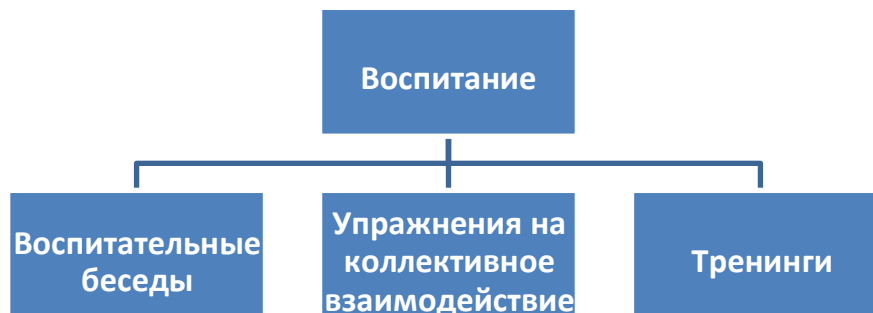 Воспитание
Воспитательные
беседы
Упражнения на
коллективное
взаимодействие
Тренинги